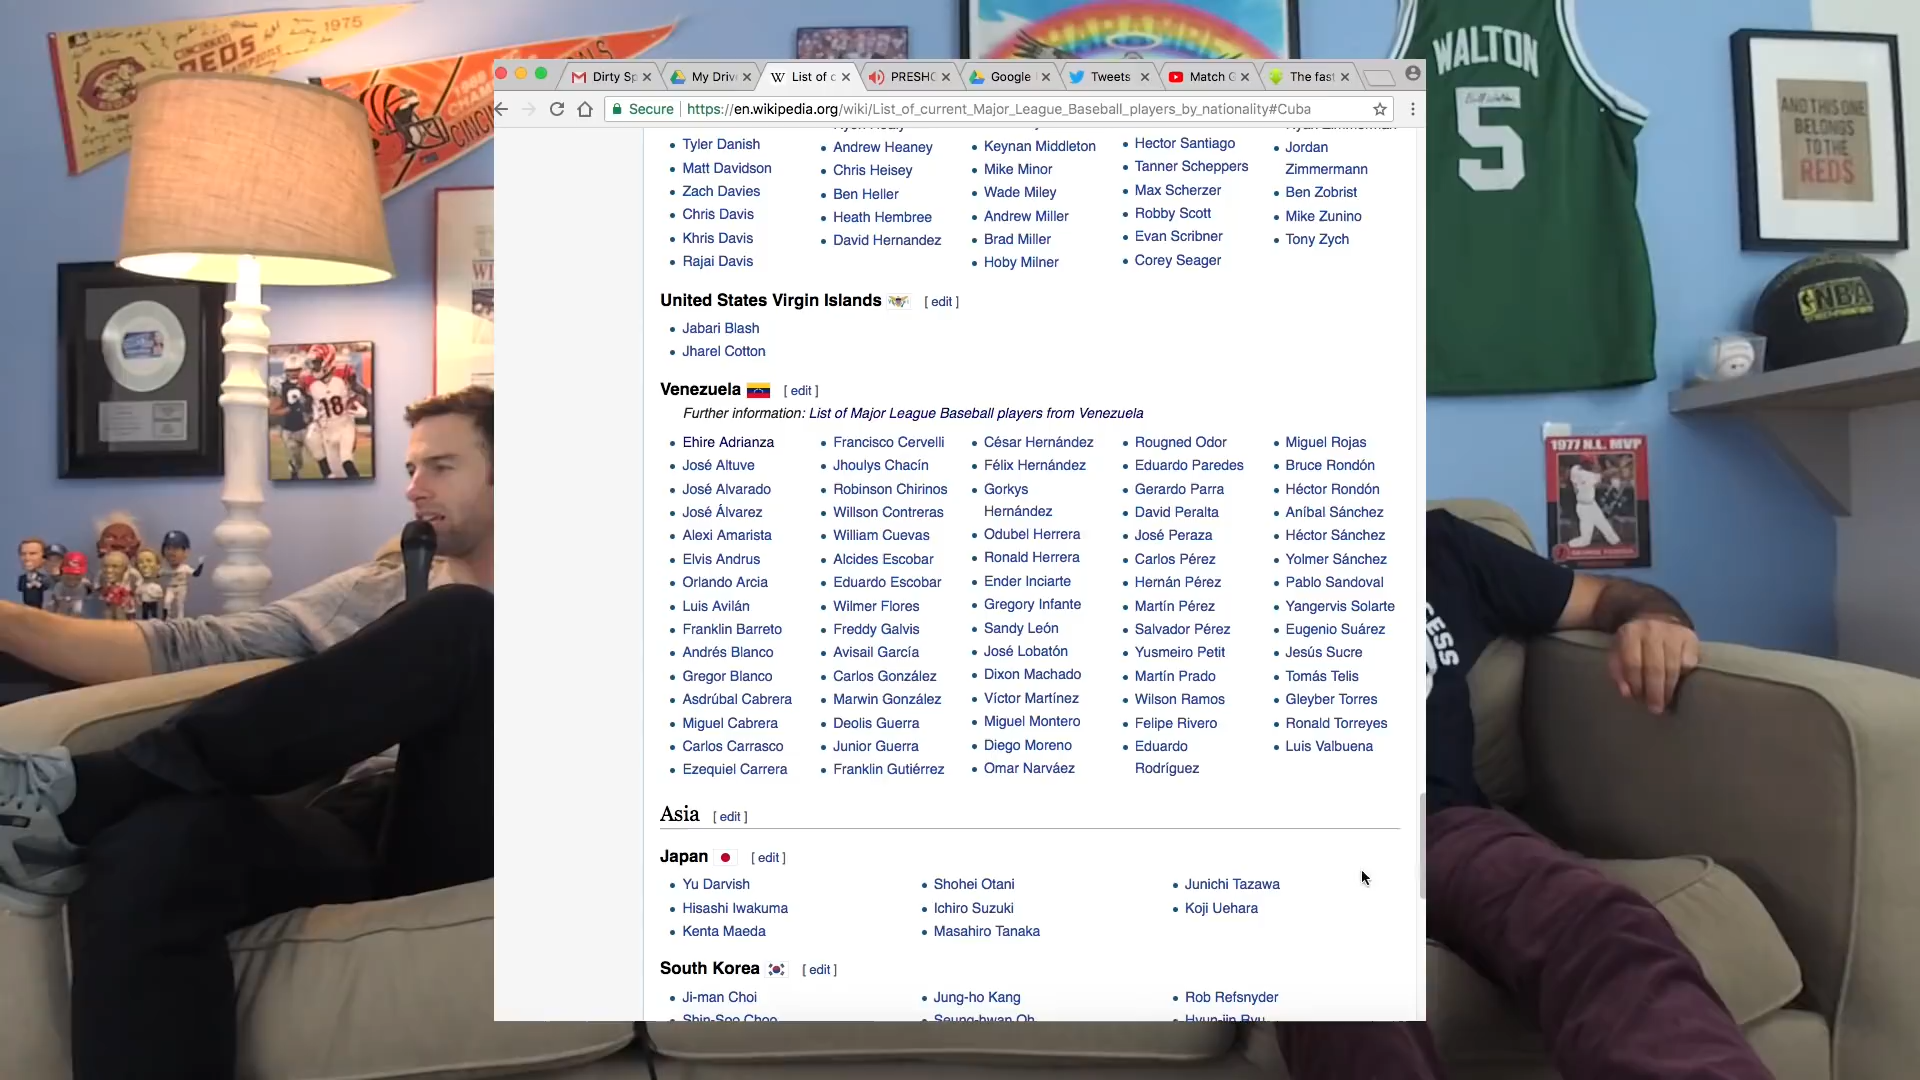 1975
CINCINNATI
REDS
WALTON
5
AND THIS ONE
BELONGS
TO THE
REDS
NBA
1977 N.L. MVP
18
Dirty Sp
My Driv
List of c
PRESHO
Google
Tweets
Match G
The fast
Secure
https://en.wikipedia.org/wiki/List_of_current_Major_League_Baseball_players_by_nationality#Cuba
Tyler Danish
Matt Davidson
Zach Davies
Chris Davis
Khris Davis
Rajai Davis
Andrew Heaney
Chris Heisey
Ben Heller
Heath Hembree
David Hernandez
Keynan Middleton
Mike Minor
Wade Miley
Andrew Miller
Brad Miller
Hoby Milner
Hector Santiago
Tanner Scheppers
Max Scherzer
Robby Scott
Evan Scribner
Corey Seager
Jordan
Zimmermann
Ben Zobrist
Mike Zunino
Tony Zych
United States Virgin Islands [ edit ]
Jabari Blash
Jharel Cotton
Venezuela [ edit ]
Further information: List of Major League Baseball players from Venezuela
Ehire Adrianza
José Altuve
José Alvarado
José Álvarez
Alexi Amarista
Elvis Andrus
Orlando Arcia
Luis Avilán
Franklin Barreto
Andrés Blanco
Gregor Blanco
Asdrúbal Cabrera
Miguel Cabrera
Carlos Carrasco
Ezequiel Carrera
Francisco Cervelli
Jhoulys Chacín
Robinson Chirinos
Willson Contreras
William Cuevas
Alcides Escobar
Eduardo Escobar
Wilmer Flores
Freddy Galvis
Avisail García
Carlos González
Marwin González
Deolis Guerra
Junior Guerra
Franklin Gutiérrez
César Hernández
Félix Hernández
Gorkys
Hernández
Odubel Herrera
Ronald Herrera
Ender Inciarte
Gregory Infante
Sandy León
José Lobatón
Dixon Machado
Víctor Martínez
Miguel Montero
Diego Moreno
Omar Narváez
Rougned Odor
Eduardo Paredes
Gerardo Parra
David Peralta
José Peraza
Carlos Pérez
Hernán Pérez
Martín Pérez
Salvador Pérez
Yusmeiro Petit
Martín Prado
Wilson Ramos
Felipe Rivero
Eduardo
Rodríguez
Miguel Rojas
Bruce Rondón
Héctor Rondón
Aníbal Sánchez
Héctor Sánchez
Yolmer Sánchez
Pablo Sandoval
Yangervis Solarte
Eugenio Suárez
Jesús Sucre
Tomás Telis
Gleyber Torres
Ronald Torreyes
Luis Valbuena
Asia [ edit ]
Japan [ edit ]
Yu Darvish
Hisashi Iwakuma
Kenta Maeda
Shohei Otani
Ichiro Suzuki
Masahiro Tanaka
Junichi Tazawa
Koji Uehara
South Korea [ edit ]
Ji-man Choi
Shin-Soo Choo
Jung-ho Kang
Seung-hwan Oh
Rob Refsnyder
Hyun-jin Ryu